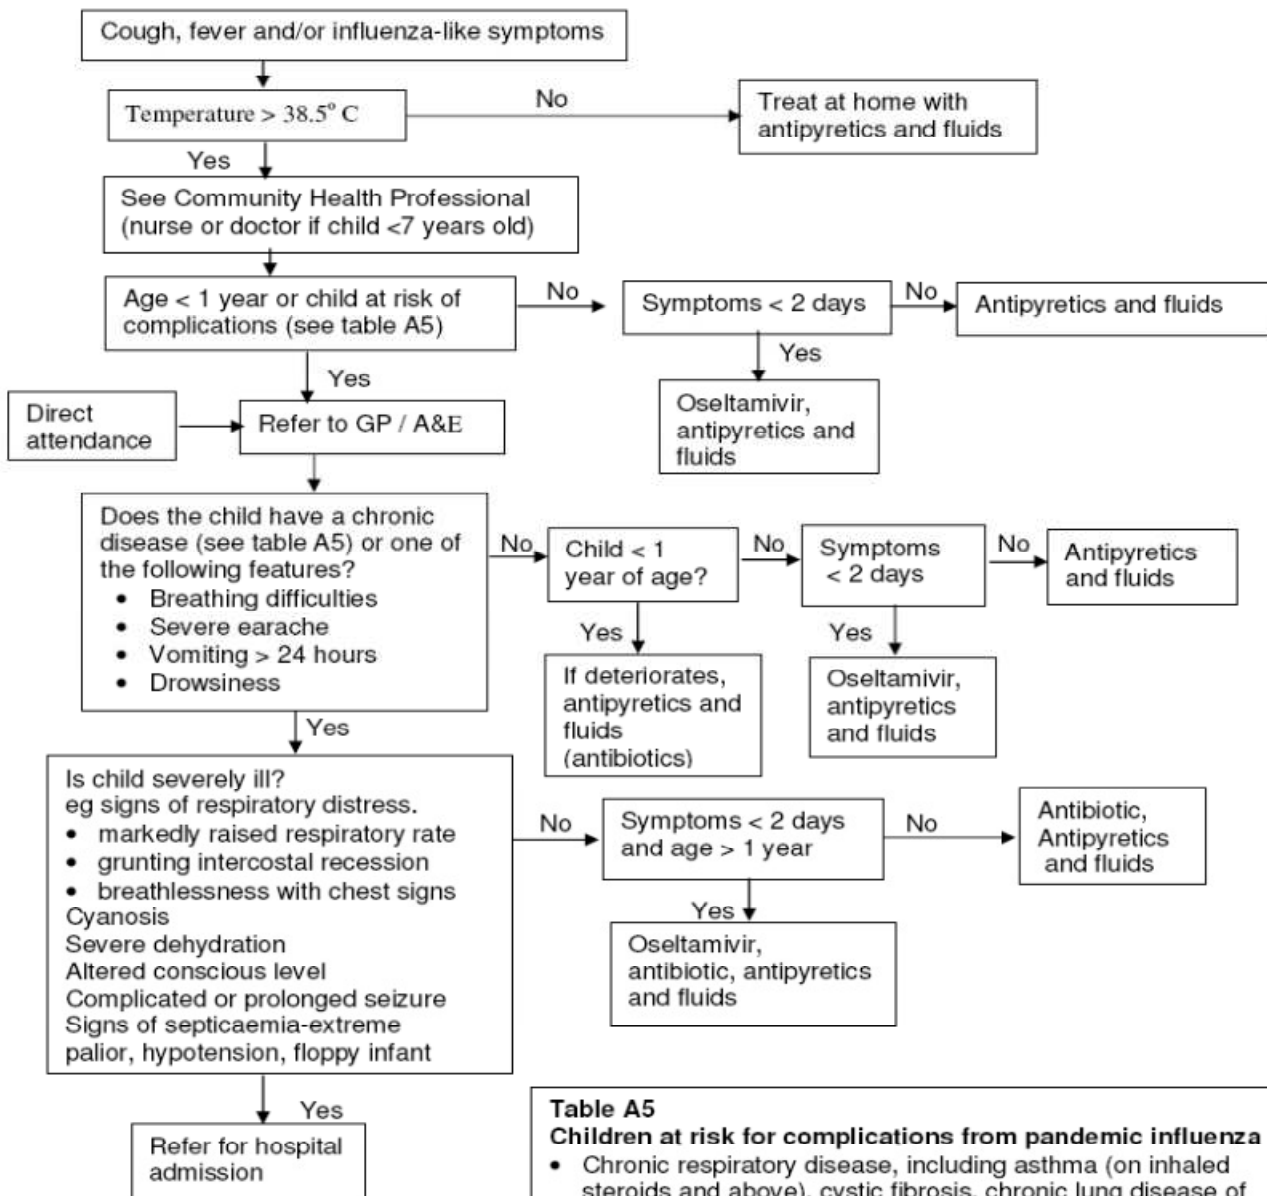 Cough, fever and/or influenza-like symptoms
Temperature > 38.5° C
No
Treat at home with
antipyretics and fluids
Yes
See Community Health Professional
(nurse or doctor if child <7 years old)
Age < 1 year or child at risk of
complications (see table A5)
No
Symptoms < 2 days
No
Antipyretics and fluids
Yes
Oseltamivir,
antipyretics and
fluids
Yes
Direct
attendance
Refer to GP / A&E
Does the child have a chronic
disease (see table A5) or one of
the following features?
• Breathing difficulties
• Severe earache
• Vomiting > 24 hours
• Drowsiness
No
Child < 1
year of age?
No
Symptoms
< 2 days
No
Antipyretics
and fluids
Yes
If deteriorates,
antipyretics and
fluids
(antibiotics)
Yes
Oseltamivir,
antipyretics
and fluids
Yes
Is child severely ill?
eg signs of respiratory distress.
• markedly raised respiratory rate
• grunting intercostal recession
• breathlessness with chest signs
Cyanosis
Severe dehydration
Altered conscious level
Complicated or prolonged seizure
Signs of septicaemia-extreme
palior, hypotension, floppy infant
No
Symptoms < 2 days
and age > 1 year
No
Antibiotic,
Antipyretics
and fluids
Yes
Oseltamivir,
antibiotic, antipyretics
and fluids
Yes
Refer for hospital
admission
Table A5
Children at risk for complications from pandemic influenza
• Chronic respiratory disease, including asthma (on inhaled
steroids and above), cystic fibrosis, chronic lung disease of